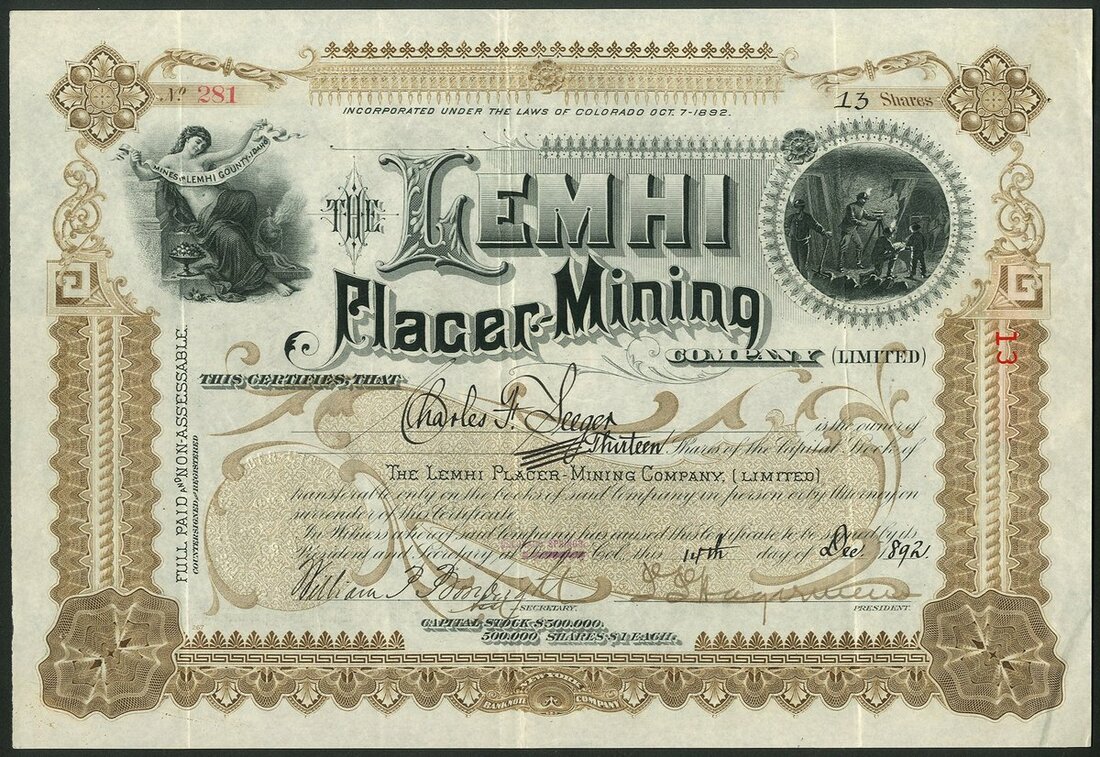 No 281
13 Shares
INCORPORATED UNDER THE LAWS OF COLORADO OCT. 7-1892.
MINES IN LEMHI COUNTY-IDAHO
THE LEMHI
Placer-Mining
COMPANY (LIMITED)
13
FULL PAID AND NON-ASSESSABLE.
COUNTERSIGNED AND REGISTERED
THIS CERTIFIES, THAT
Charles F. Seeger is the owner of
Thirteen Shares of the Capital Stock of
THE LEMHI PLACER-MINING COMPANY, (LIMITED)
transferable only on the books of said Company in person or by Attorney on
surrender of this Certificate
In Witness whereof said Company has caused this Certificate to be signed by its
President and Secretary at Denver Col. this 14th day of Dec 1892
William
SECRETARY.
PRESIDENT.
CAPITAL STOCK $500,000.
500,000 SHARES $1 EACH.
NEW YORK
BANKNOTE COMPANY